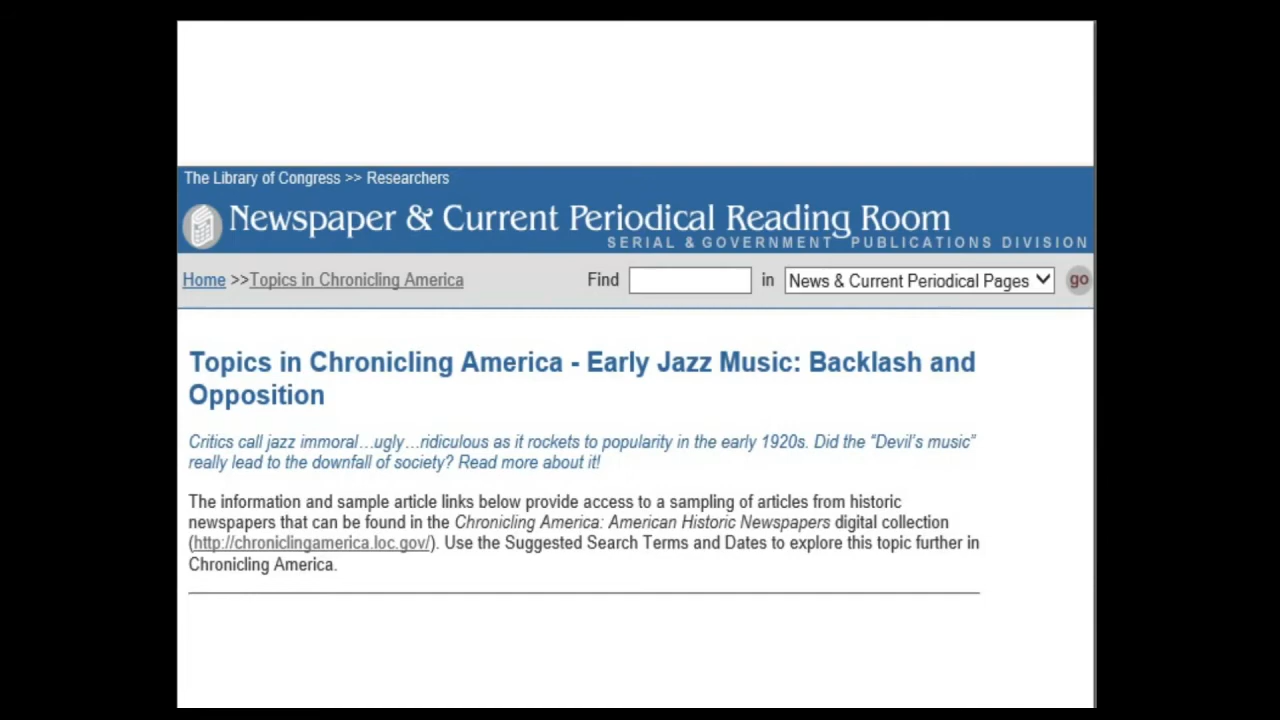 The Library of Congress >> Researchers
Newspaper & Current Periodical Reading Room
SERIAL & GOVERNMENT PUBLICATIONS DIVISION
Home >>Topics in Chronicling America Find in News & Current Periodical Pages go
Topics in Chronicling America - Early Jazz Music: Backlash and
Opposition
Critics call jazz immoral…ugly…ridiculous as it rockets to popularity in the early 1920s. Did the "Devil's music"
really lead to the downfall of society? Read more about it!
The information and sample article links below provide access to a sampling of articles from historic
newspapers that can be found in the Chronicling America: American Historic Newspapers digital collection
(http://chroniclingamerica.loc.gov/). Use the Suggested Search Terms and Dates to explore this topic further in
Chronicling America.